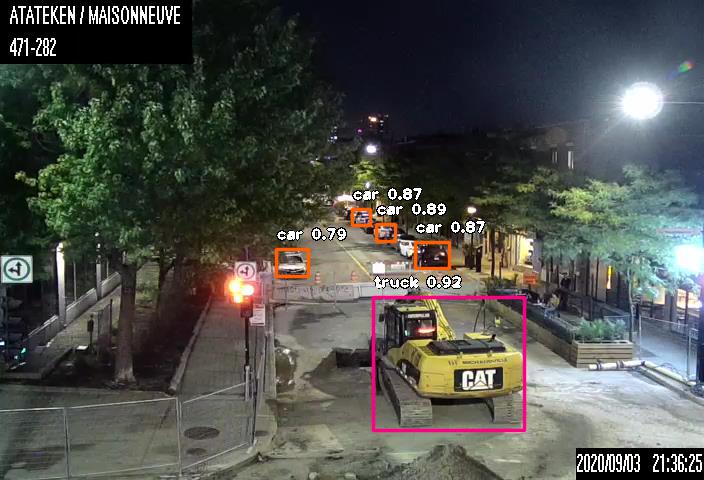 ATATEKEN / MAISONNEUVE
471-282
car 0.87
car 0.89
car 0.87
car 0.79
truck 0.92
CAT
2020/09/03 21:36:25